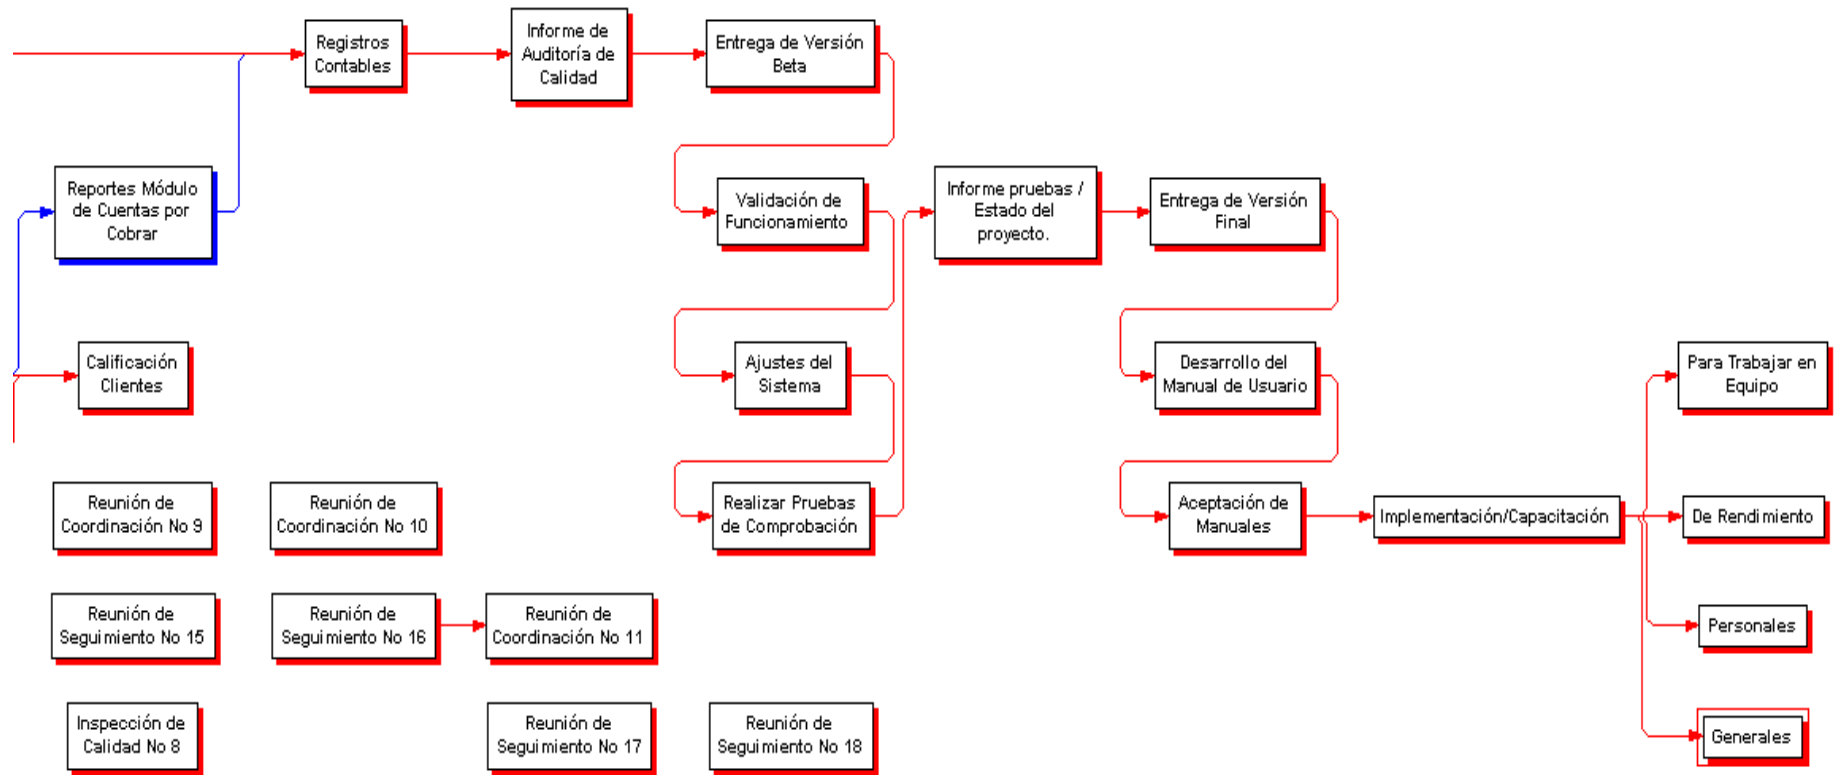 Registros
Contables
Informe de
Auditoría de
Calidad
Entrega de Versión
Beta
Reportes Módulo
de Cuentas por
Cobrar
Validación de
Funcionamiento
Informe pruebas /
Estado del
proyecto.
Entrega de Versión
Final
Calificación
Clientes
Ajustes del
Sistema
Desarrollo del
Manual de Usuario
Para Trabajar en
Equipo
Reunión de
Coordinación No 9
Reunión de
Coordinación No 10
Realizar Pruebas
de Comprobación
Aceptación de
Manuales
Implementación/Capacitación
De Rendimiento
Reunión de
Seguimiento No 15
Reunión de
Seguimiento No 16
Reunión de
Coordinación No 11
Personales
Inspección de
Calidad No 8
Reunión de
Seguimiento No 17
Reunión de
Seguimiento No 18
Generales